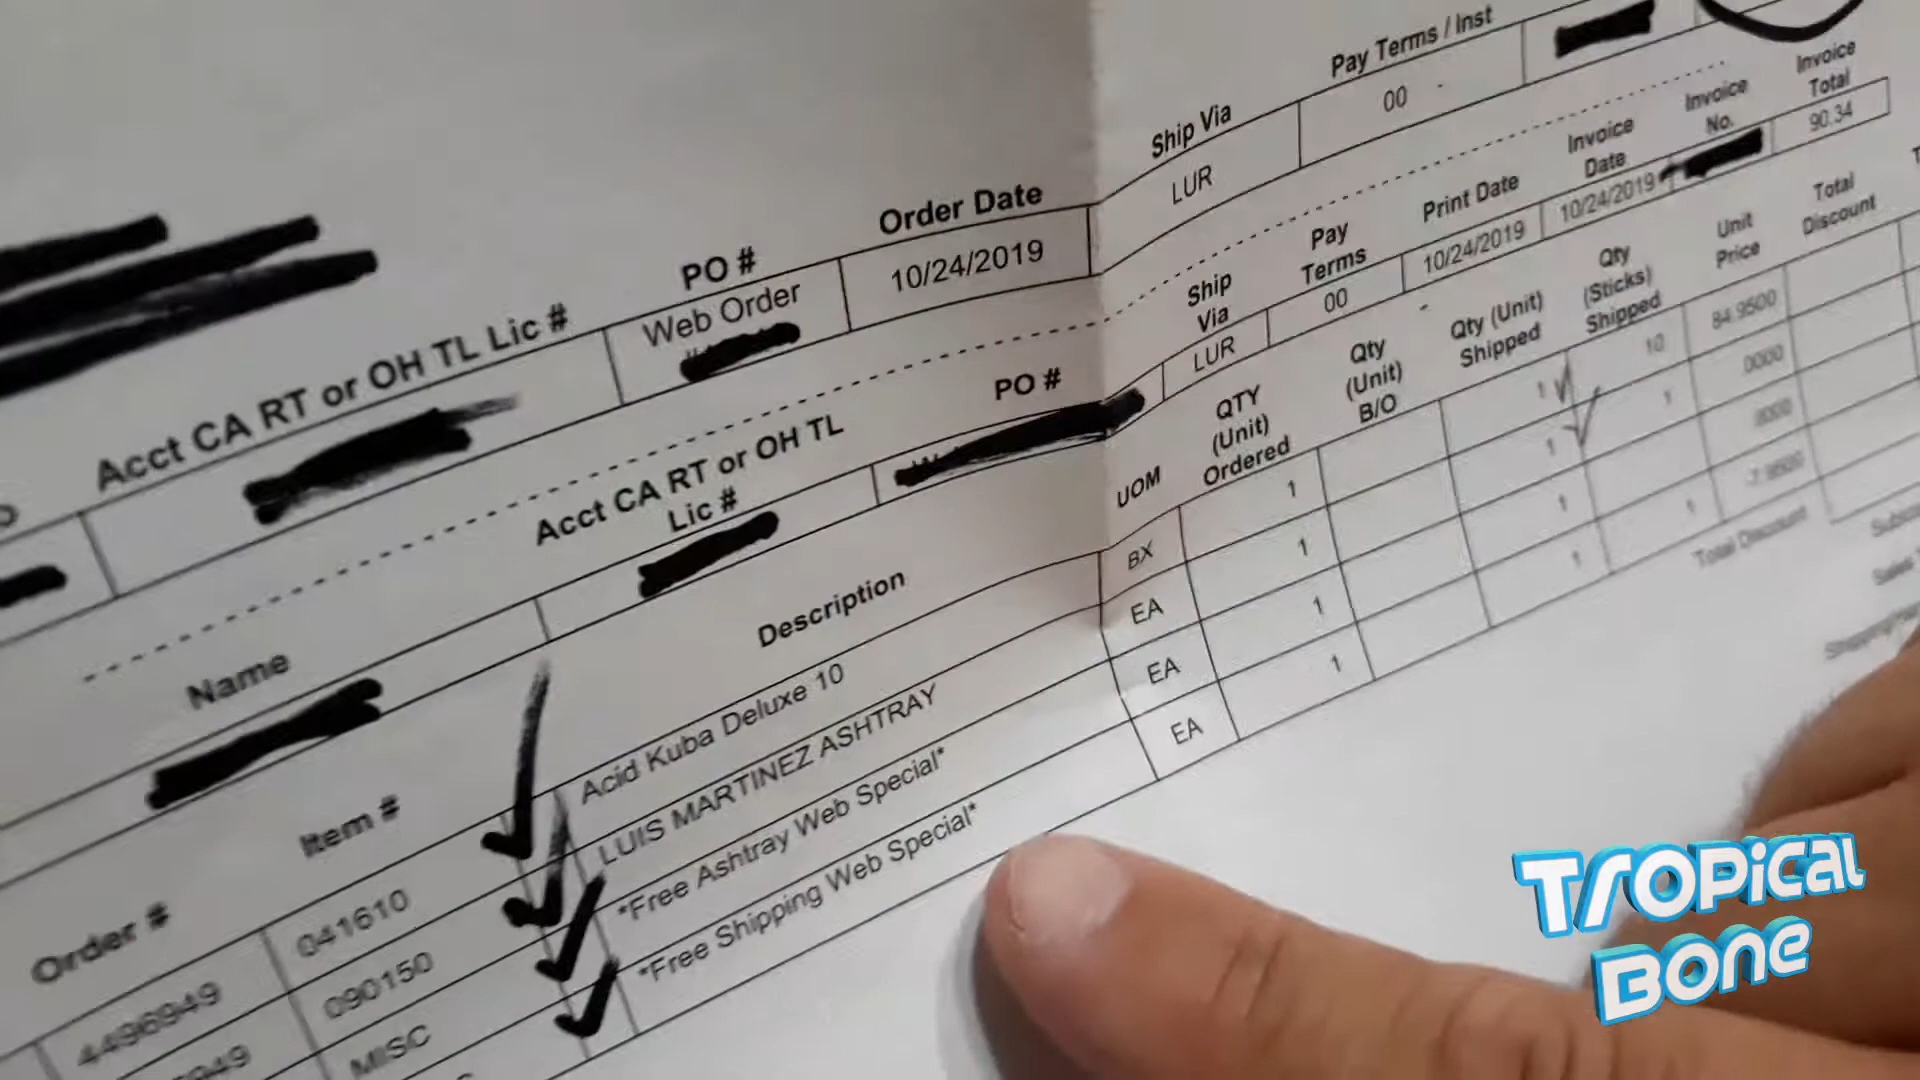 Pay Terms / Inst
Ship Via
00
LUR
Order Date
10/24/2019
PO #
Web Order
Acct CA RT or OH TL Lic #
Invoice Total
Invoice No.
Invoice Date
Print Date
Pay Terms
Ship Via
90.34
10/24/2019
10/24/2019
00
LUR
PO #
Acct CA RT or OH TL Lic #
Name
Total Discount
Unit Price
Qty (Sticks) Shipped
Qty (Unit) Shipped
Qty (Unit) B/O
QTY (Unit) Ordered
UOM
Description
Item #
Order #
4496949 041610 Acid Kuba Deluxe 10 BX 1 1 10 84.9500
949 090150 LUIS MARTINEZ ASHTRAY EA 1 1 1 .0000
MISC *Free Ashtray Web Special* EA 1 1 .0000
*Free Shipping Web Special* EA 1 1 1 -7.9500
Total Discount
Tropical
Bone